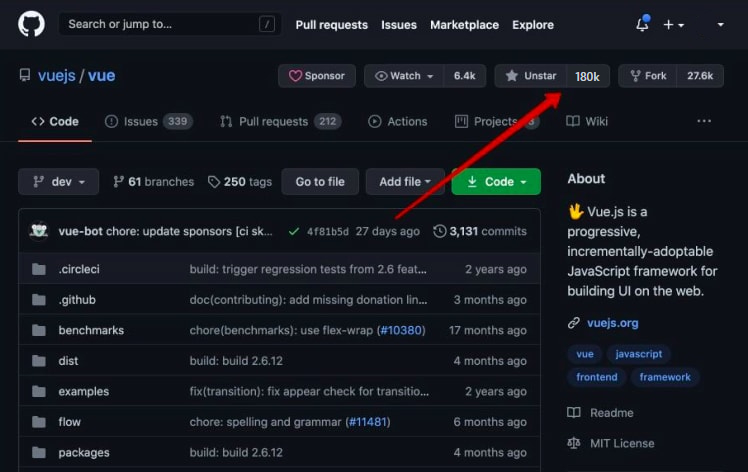 Search or jump to... / Pull requests Issues Marketplace Explore
vuejs / vue Sponsor Watch 6.4k Unstar 180k Fork 27.6k
Code Issues 339 Pull requests 212 Actions Projects Wiki ...
dev 61 branches 250 tags Go to file Add file Code
vue-bot chore: update sponsors [ci sk... 4f81b5d 27 days ago 3,131 commits
.circleci build: trigger regression tests from 2.6 feat... 2 years ago
.github doc(contributing): add missing donation lin... 3 months ago
benchmarks chore(benchmarks): use flex-wrap (#10380) 17 months ago
dist build: build 2.6.12 4 months ago
examples fix(transition): fix appear check for transitio... 2 years ago
flow chore: spelling and grammar (#11481) 6 months ago
packages build: build 2.6.12 4 months ago
About
🖖 Vue.js is a
progressive,
incrementally-adoptable
JavaScript framework for
building UI on the web.
vuejs.org
vue javascript
frontend framework
Readme
MIT License